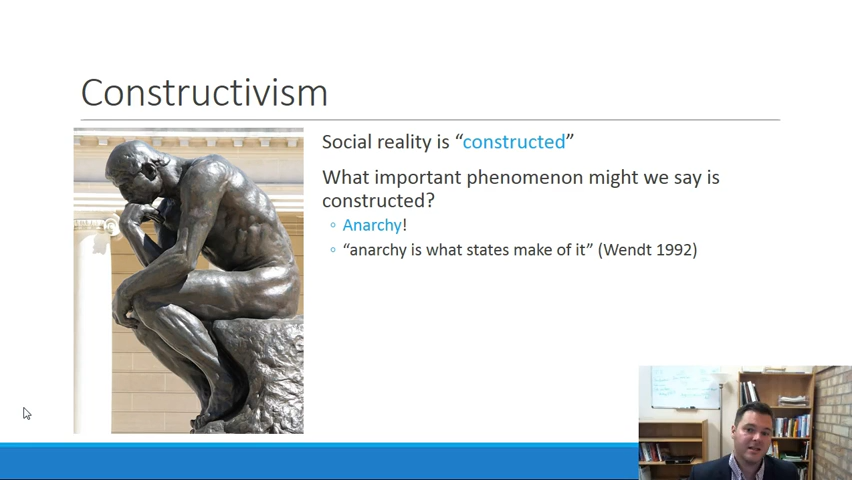 Constructivism
Social reality is “constructed”
What important phenomenon might we say is
constructed?
Anarchy!
“anarchy is what states make of it” (Wendt 1992)